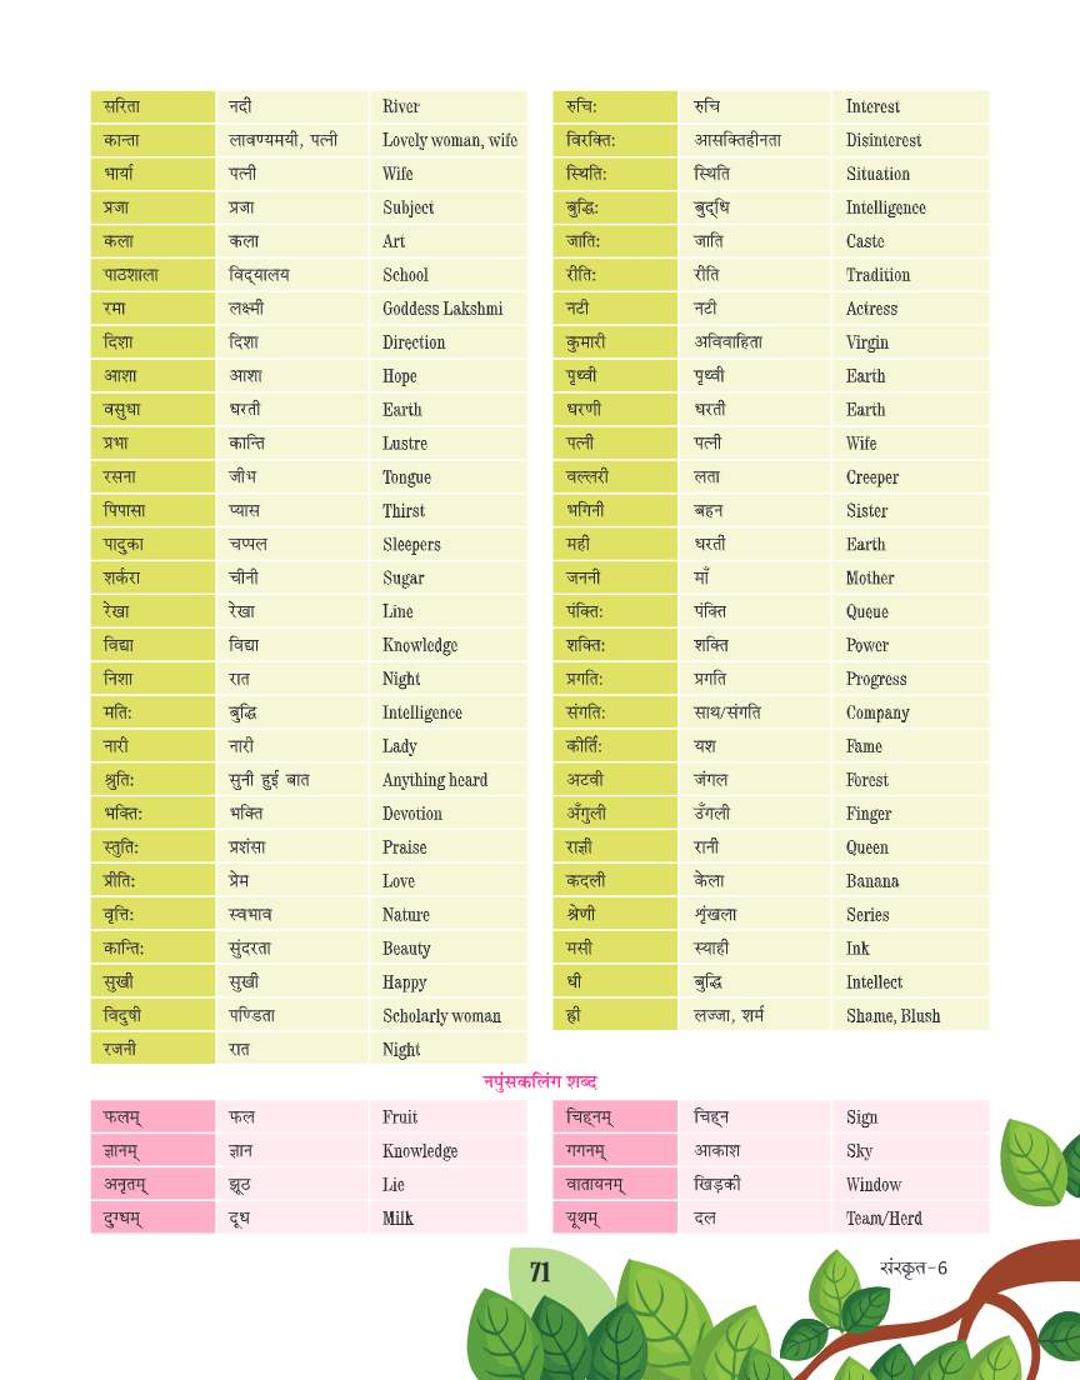 सरिता नदी River
कान्ता लावण्यमयी, पत्नी Lovely woman, wife
भार्या पत्नी Wife
प्रजा प्रजा Subject
कला कला Art
पाठशाला विद्‌यालय School
रमा लक्ष्मी Goddess Lakshmi
दिशा दिशा Direction
आशा आशा Hope
वसुधा धरती Earth
प्रभा कान्ति Lustre
रसना जीभ Tongue
पिपासा प्यास Thirst
पादुका चप्पल Sleepers
शर्करा चीनी Sugar
रेखा रेखा Line
विद्या विद्या Knowledge
निशा रात Night
मतिः बुद्धि Intelligence
नारी नारी Lady
श्रुतिः सुनी हुई बात Anything heard
भक्तिः भक्ति Devotion
स्तुतिः प्रशंसा Praise
प्रीतिः प्रेम Love
वृत्तिः स्वभाव Nature
कान्तिः सुंदरता Beauty
सुखी सुखी Happy
विदुषी पण्डिता Scholarly woman
रजनी रात Night
रुचिः रुचि Interest
विरक्तिः आसक्तिहीनता Disinterest
स्थितिः स्थिति Situation
बुद्धिः बुद्‌धि Intelligence
जातिः जाति Caste
रीतिः रीति Tradition
नटी नटी Actress
कुमारी अविवाहिता Virgin
पृथ्वी पृथ्वी Earth
धरणी धरती Earth
पत्नी पत्नी Wife
वल्लरी लता Creeper
भगिनी बहन Sister
मही धरती Earth
जननी माँ Mother
पंक्तिः पंक्ति Queue
शक्तिः शक्ति Power
प्रगतिः प्रगति Progress
संगतिः साथ/संगति Company
कीर्तिः यश Fame
अटवी जंगल Forest
अँगुली उँगली Finger
राज्ञी रानी Queen
कदली केला Banana
श्रेणी शृंखला Series
मसी स्याही Ink
धी बुद्धि Intellect
ह्री लज्जा, शर्म Shame, Blush
नपुंसकलिंग शब्द
फलम् फल Fruit
ज्ञानम् ज्ञान Knowledge
अनृतम् झूठ Lie
दुग्धम् दूध Milk
चिह्‌नम् चिह्‌न Sign
गगनम् आकाश Sky
वातायनम् खिड़की Window
यूथम् दल Team/Herd
71
संस्कृत-6